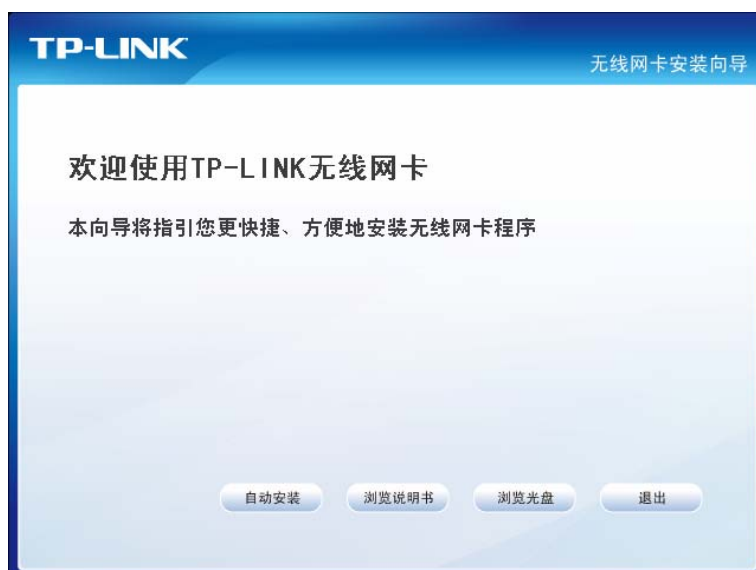 TP-LINK
无线网卡安装向导
欢迎使用TP-LINK无线网卡
本向导将指引您更快捷、方便地安装无线网卡程序
自动安装 浏览说明书 浏览光盘 退出